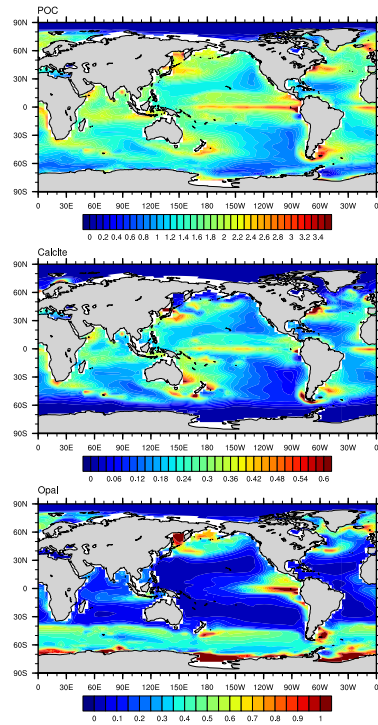 POC
90N
60N
30N
0
30S
60S
90S
0 30E 60E 90E 120E 150E 180 150W 120W 90W 60W 30W 0
0 0.2 0.4 0.6 0.8 1 1.2 1.4 1.6 1.8 2 2.2 2.4 2.6 2.8 3 3.2 3.4
Calcite
90N
60N
30N
0
30S
60S
90S
0 30E 60E 90E 120E 150E 180 150W 120W 90W 60W 30W 0
0 0.06 0.12 0.18 0.24 0.3 0.36 0.42 0.48 0.54 0.6
Opal
90N
60N
30N
0
30S
60S
90S
0 30E 60E 90E 120E 150E 180 150W 120W 90W 60W 30W 0
0 0.1 0.2 0.3 0.4 0.5 0.6 0.7 0.8 0.9 1